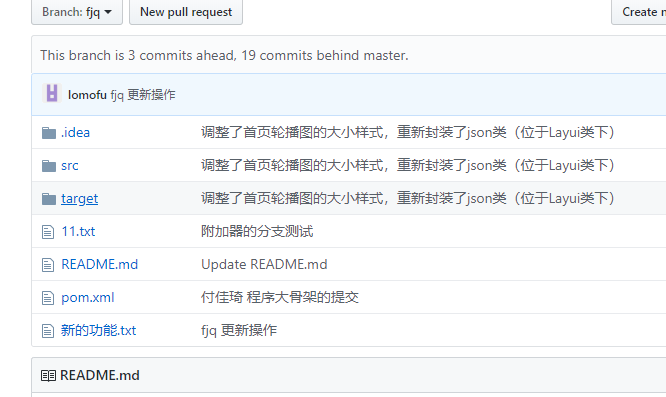 Branch: fjq New pull request Create n
This branch is 3 commits ahead, 19 commits behind master.
lomofu fjq 更新操作
.idea 调整了首页轮播图的大小样式，重新封装了json类（位于Layui类下）
src 调整了首页轮播图的大小样式，重新封装了json类（位于Layui类下）
target 调整了首页轮播图的大小样式，重新封装了json类（位于Layui类下）
11.txt 附加器的分支测试
README.md Update README.md
pom.xml 付佳琦 程序大骨架的提交
新的功能.txt fjq 更新操作
README.md